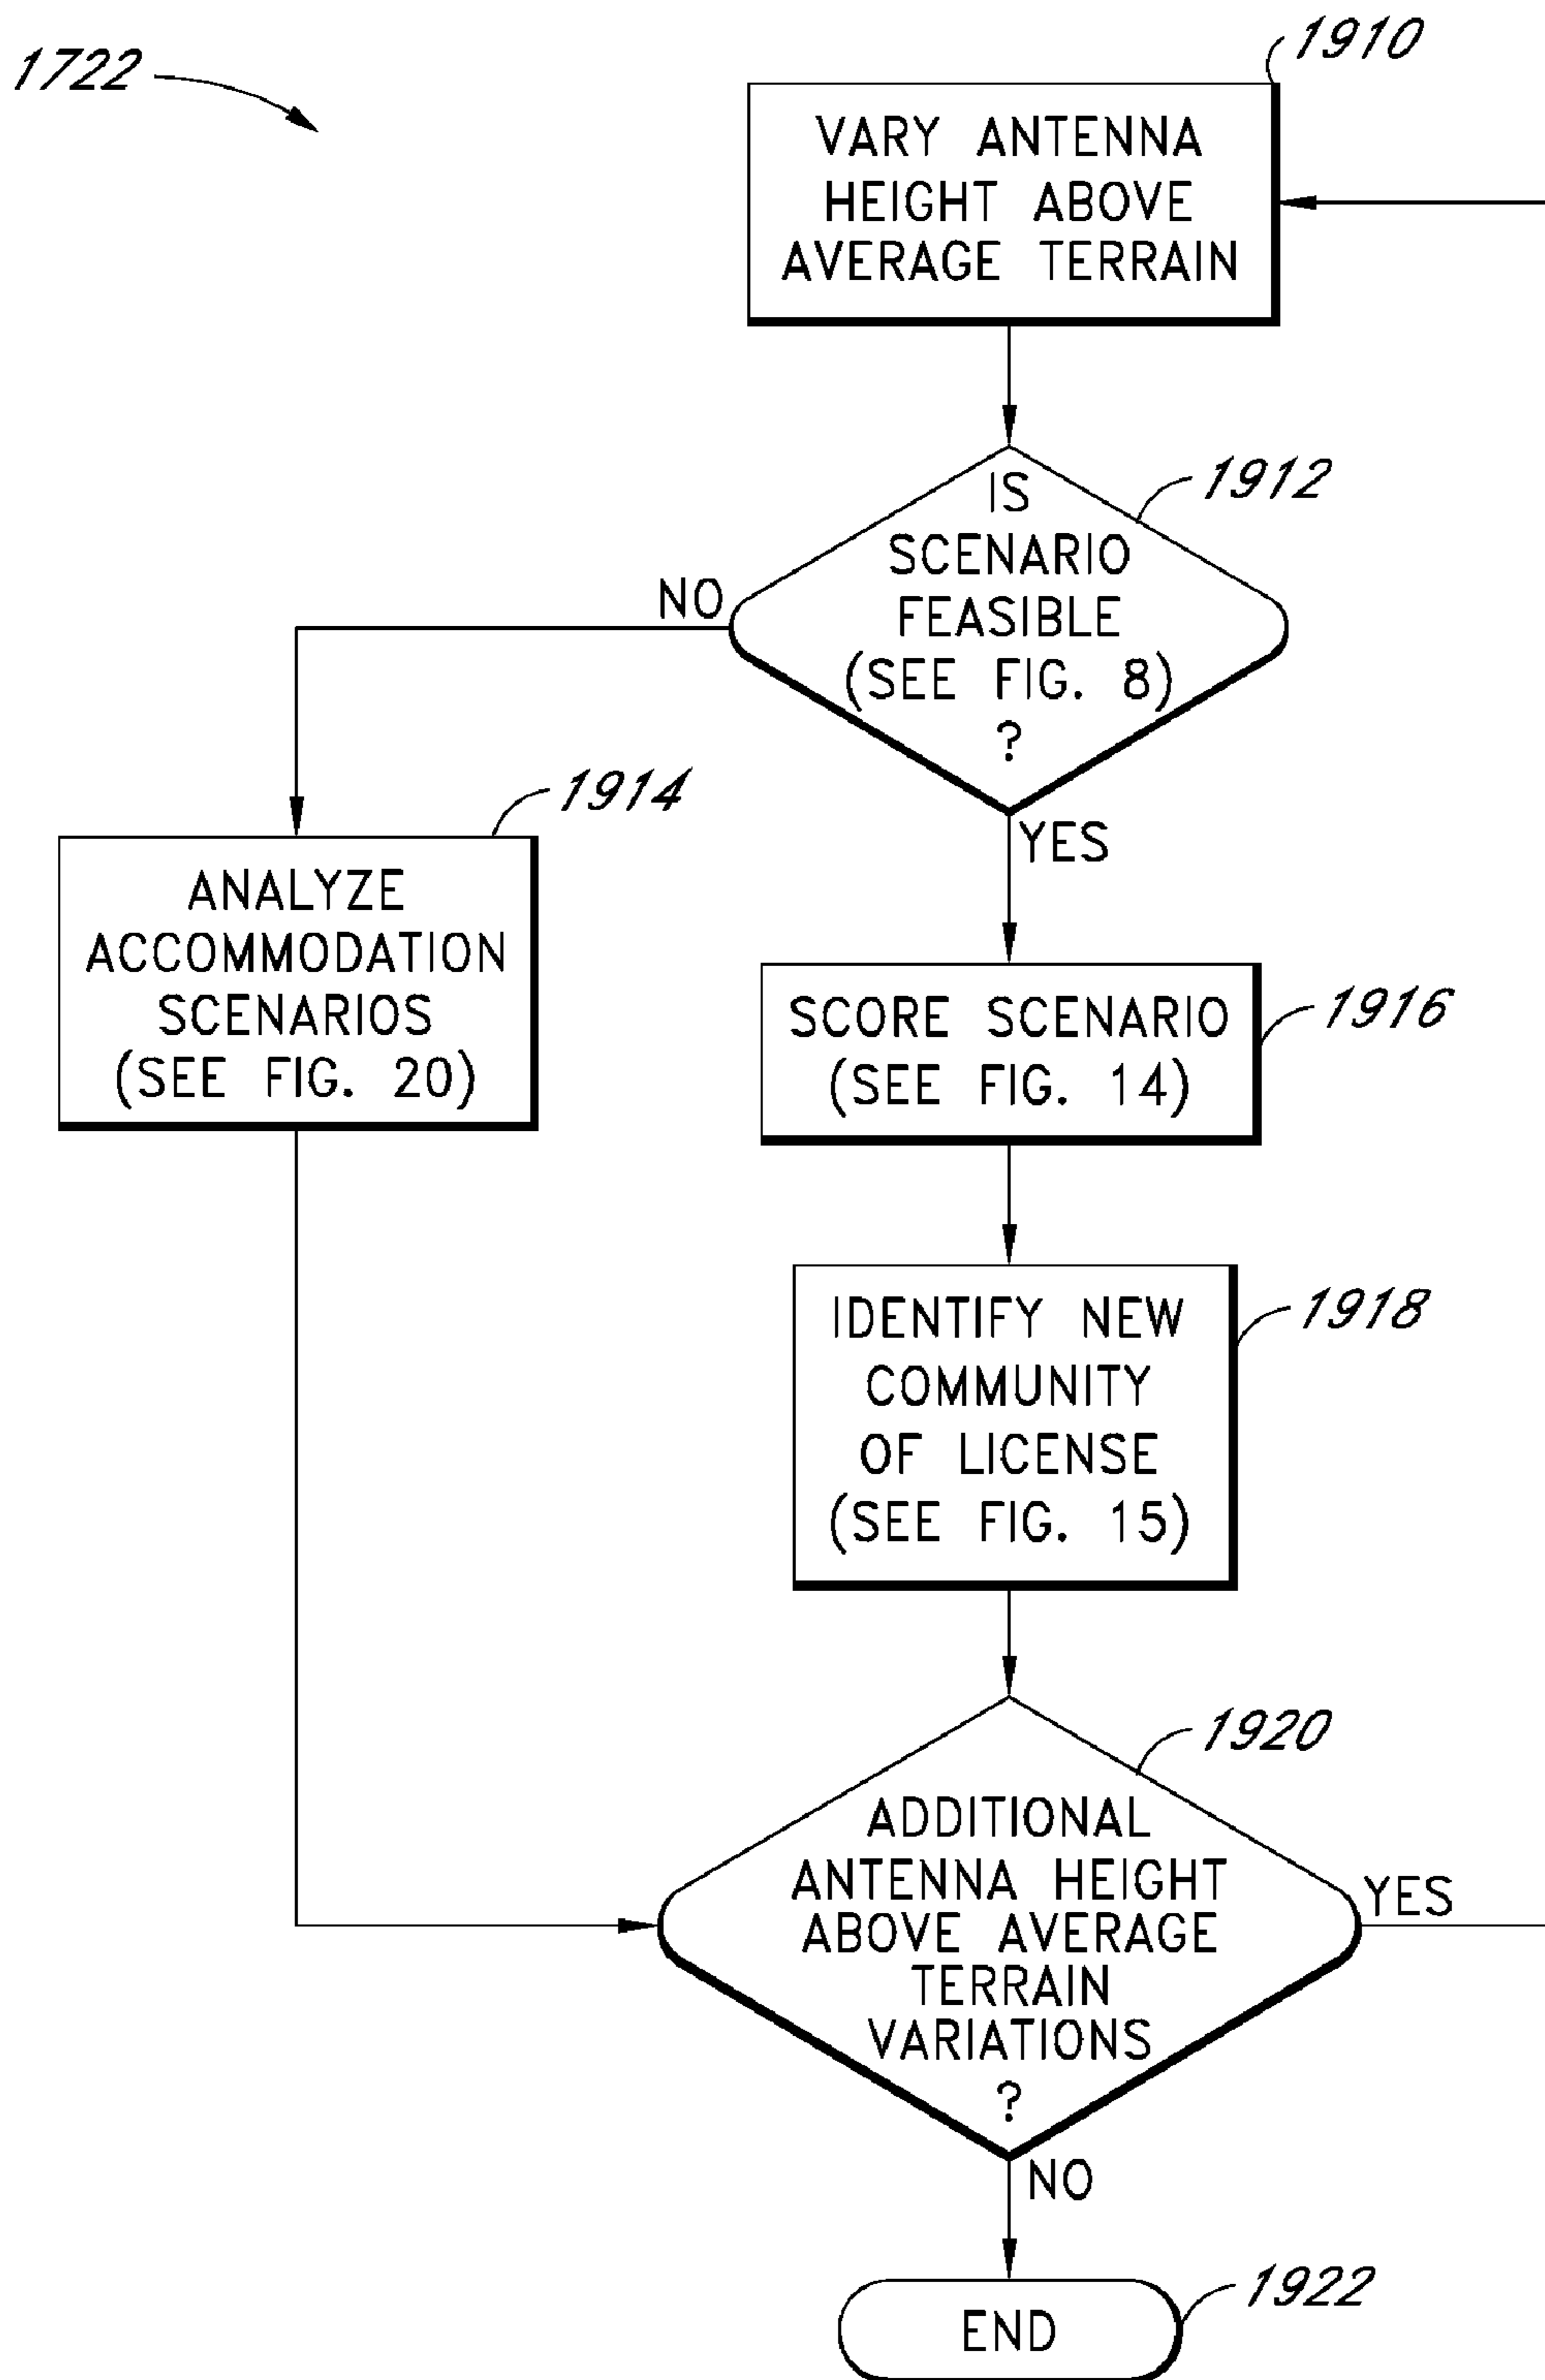 1722
1910
VARY ANTENNA
HEIGHT ABOVE
AVERAGE TERRAIN
1912
IS
SCENARIO
FEASIBLE
(SEE FIG. 8)
?
NO
YES
1914
ANALYZE
ACCOMMODATION
SCENARIOS
(SEE FIG. 20)
1916
SCORE SCENARIO
(SEE FIG. 14)
1918
IDENTIFY NEW
COMMUNITY
OF LICENSE
(SEE FIG. 15)
1920
ADDITIONAL
ANTENNA HEIGHT
ABOVE AVERAGE
TERRAIN
VARIATIONS
?
YES
NO
1922
END